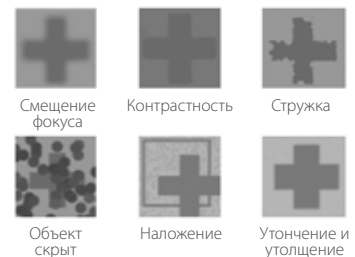 Смещение
фокуса
Контрастность
Стружка
Объект
скрыт
Наложение
Утончение и
утолщение